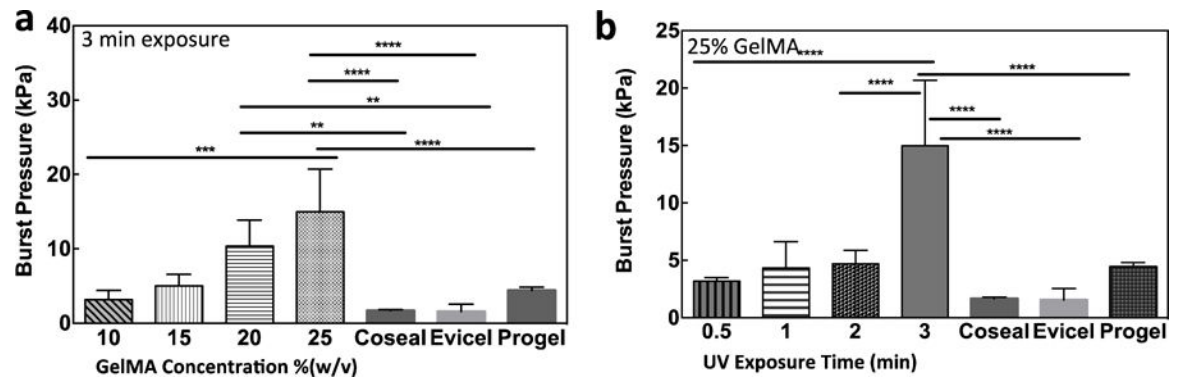 a
3 min exposure
40
30
20
10
0
Burst Pressure (kPa)
****
****
**
**
****
***
10 15 20 25 Coseal Evicel Progel
GelMA Concentration %(w/v)
b
25% GelMA
25
20
15
10
5
0
Burst Pressure (kPa)
****
****
****
****
****
0.5 1 2 3 Coseal Evicel Progel
UV Exposure Time (min)